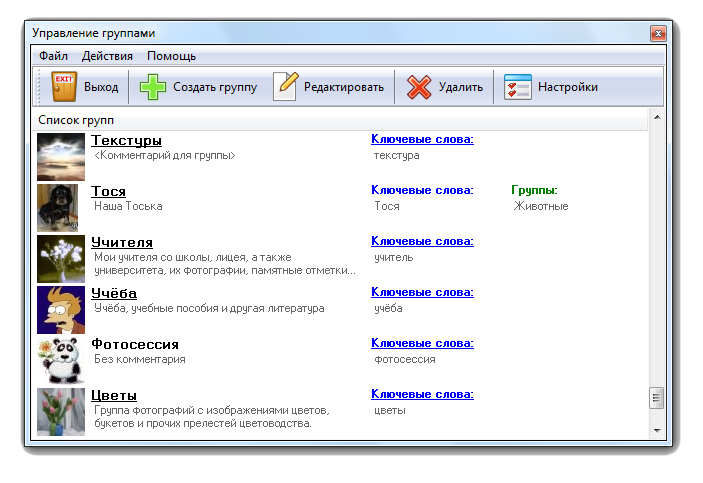 Управление группами
Файл Действия Помощь
EXIT Выход Создать группу Редактировать Удалить Настройки
Список групп
Текстуры Ключевые слова:
<Комментарий для группы> текстура
Тося Ключевые слова: Группы:
Наша Тоська Тося Животные
Учителя Ключевые слова:
Мои учителя со школы, лицея, а также учитель
университета, их фотографии, памятные отметки...
Учёба Ключевые слова:
Учёба, учебные пособия и другая литература учёба
Фотосессия Ключевые слова:
Без комментария фотосессия
Цветы Ключевые слова:
Группа фотографий с изображениями цветов, цветы
букетов и прочих прелестей цветоводства.